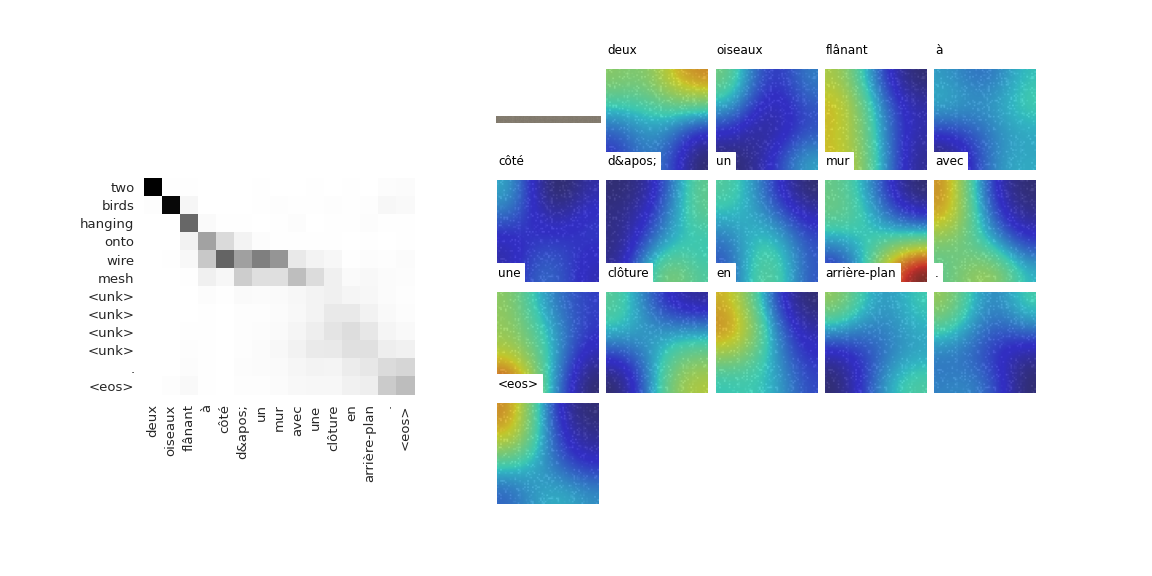 two
birds
hanging
onto
wire
mesh
<unk>
<unk>
<unk>
<unk>
.
<eos>
deux
oiseaux
flânant
à
côté
d&apos;
un
mur
avec
une
clôture
en
arrière-plan
.
<eos>
deux oiseaux flânant à
côté d&apos; un mur avec
une clôture en arrière-plan .
<eos>